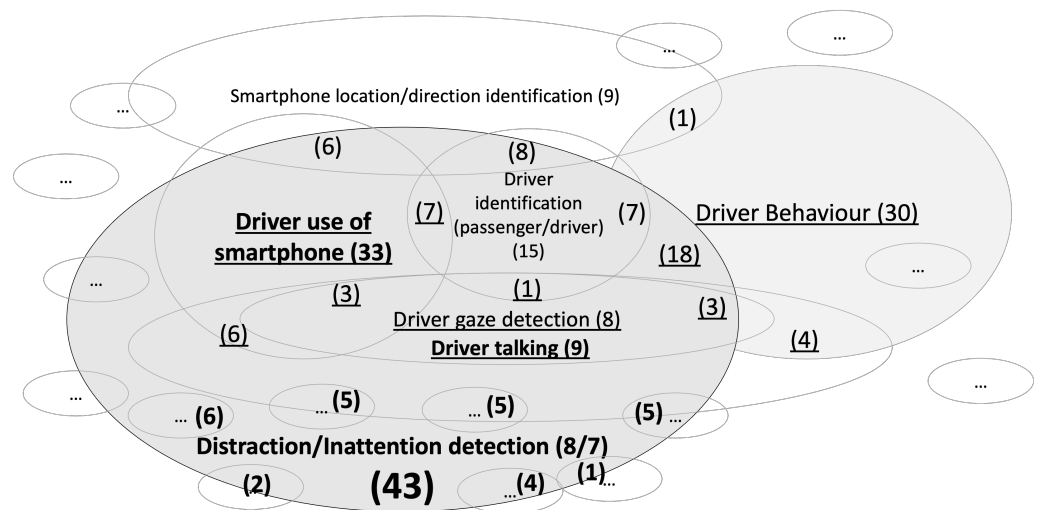 ...
...
Smartphone location/direction identification (9)
...
(1)
(6)
(8)
...
Driver
identification
(passenger/driver)
(15)
(7)
(7)
Driver use of
smartphone (33)
Driver Behaviour (30)
(18)
...
...
(3)
(1)
(3)
Driver gaze detection (8)
(6)
Driver talking (9)
(4)
...
...
... (6)
... (5)
... (5)
(5) ...
Distraction/Inattention detection (8/7)
(43)
(2)
...
... (4)
(1)...